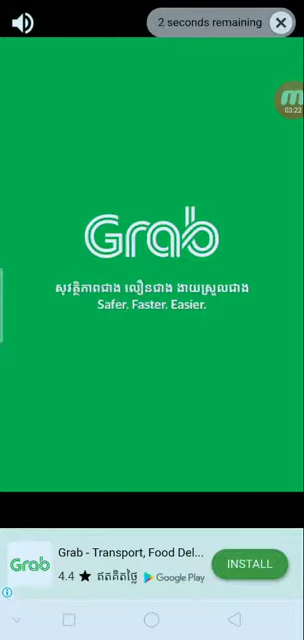 2 seconds remaining
03:23
Grab
សុវត្ថិភាពជាង លឿនជាង ងាយស្រួលជាង
Safer. Faster. Easier.
Grab
Grab - Transport, Food Del...
INSTALL
4.4 ★ ឥតគិតថ្លៃ Google Play